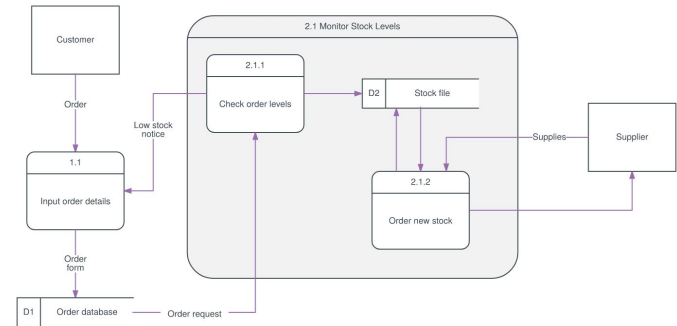 2.1 Monitor Stock Levels
Customer
2.1.1
Check order levels
D2
Stock file
Order
Low stock
notice
Supplies
Supplier
1.1
Input order details
2.1.2
Order new stock
Order
form
D1
Order database
Order request